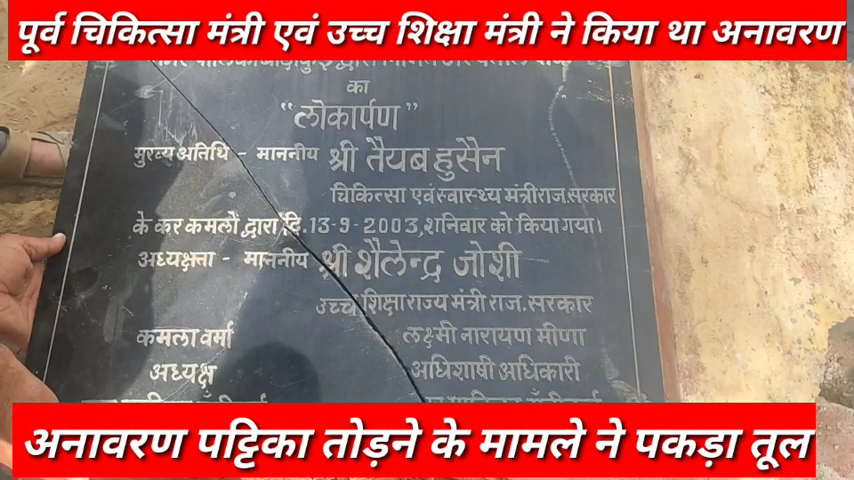 पूर्व चिकित्सा मंत्री एवं उच्च शिक्षा मंत्री ने किया था अनावरण
का
"लोकार्पण"
मुख्य अतिथि - माननीय श्री तैयब हुसैन
चिकित्सा एवं स्वास्थ्य मंत्री राज. सरकार
के कर कमलों द्वारा दि. 13-9-2003, शनिवार को किया गया।
अध्यक्षता - माननीय श्री शैलेन्द्र जोशी
उच्च शिक्षा राज्य मंत्री राज. सरकार
कमला वर्मा लक्ष्मी नारायण मीणा
अध्यक्ष अधिशाषी अधिकारी
अनावरण पट्टिका तोड़ने के मामले ने पकड़ा तूल